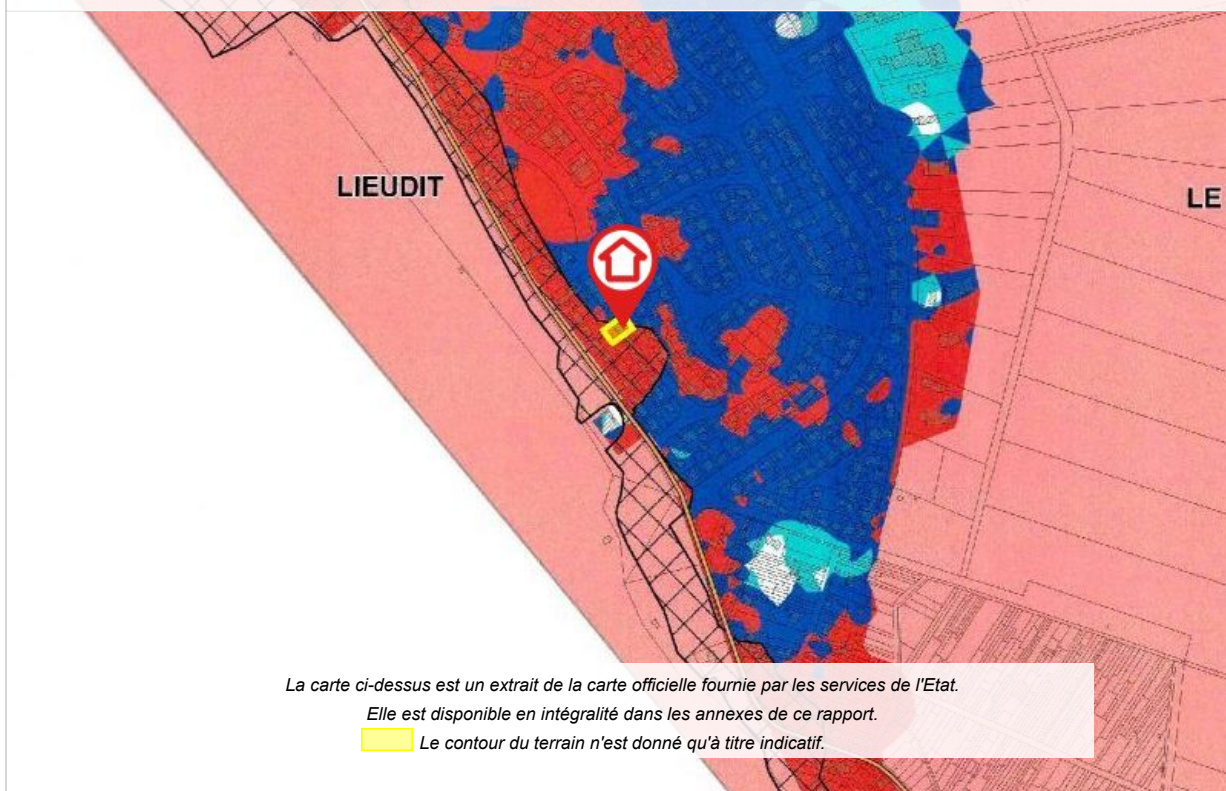 LIEUDIT
LE
La carte ci-dessus est un extrait de la carte officielle fournie par les services de l'Etat.
Elle est disponible en intégralité dans les annexes de ce rapport.
Le contour du terrain n'est donné qu'à titre indicatif.